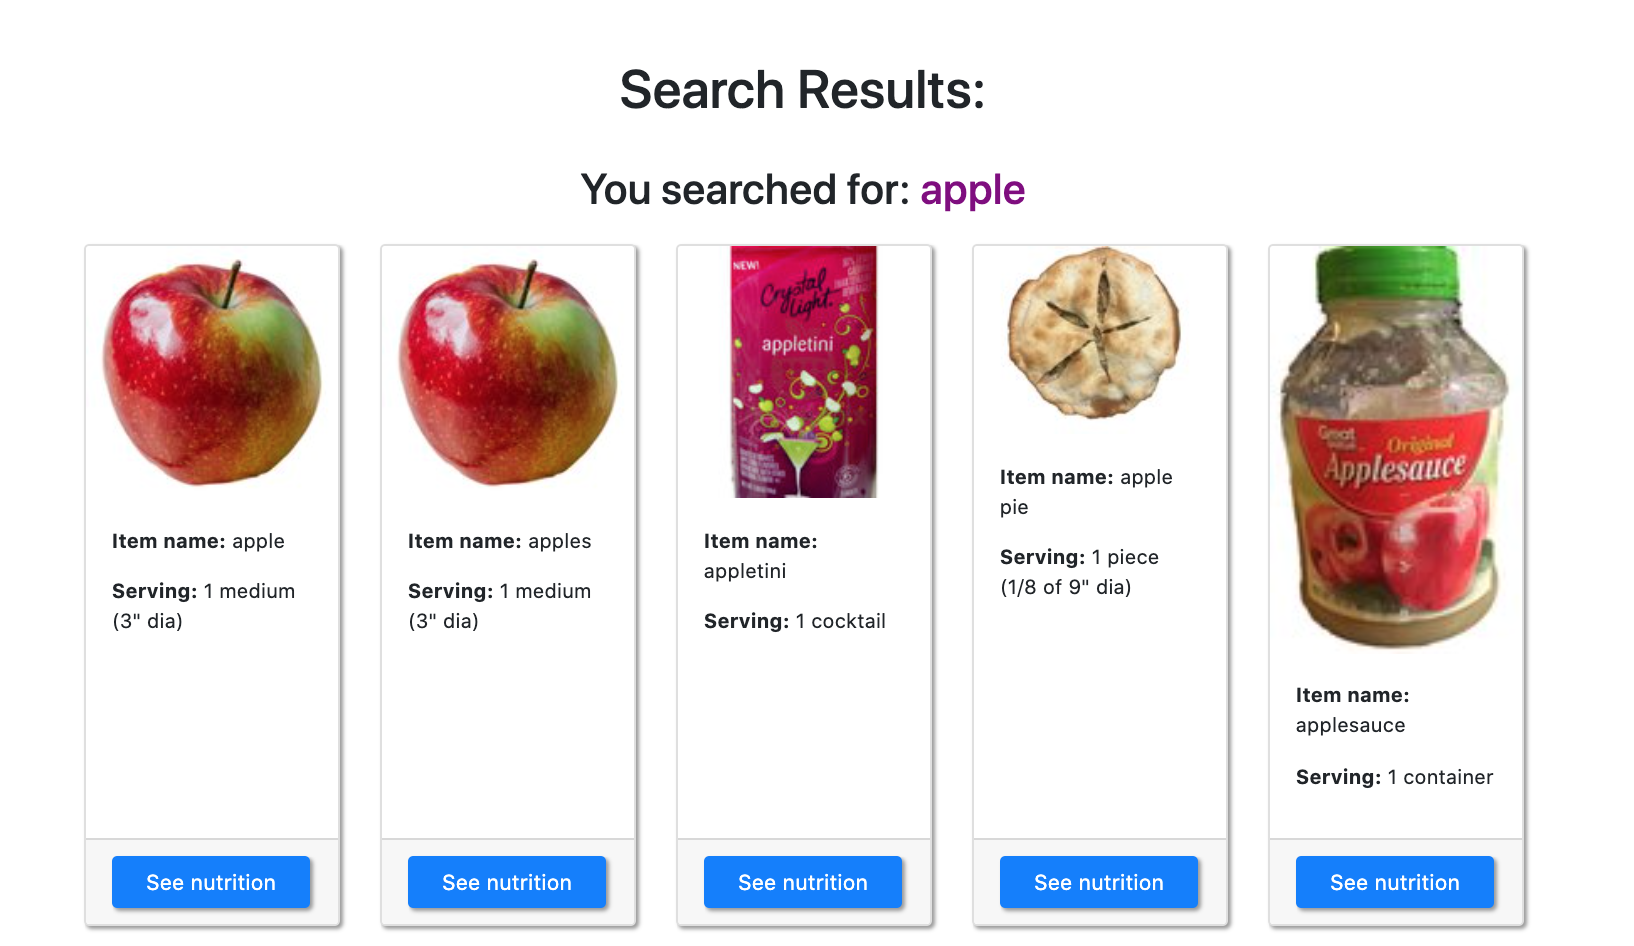 Search Results:
You searched for: apple
NEW!
Crystal
light.
appletini
Great
Original
Applesauce
Item name: apple
Serving: 1 medium
(3" dia)
See nutrition
Item name: apples
Serving: 1 medium
(3" dia)
See nutrition
Item name:
appletini
Serving: 1 cocktail
See nutrition
Item name: apple
pie
Serving: 1 piece
(1/8 of 9" dia)
See nutrition
Item name:
applesauce
Serving: 1 container
See nutrition